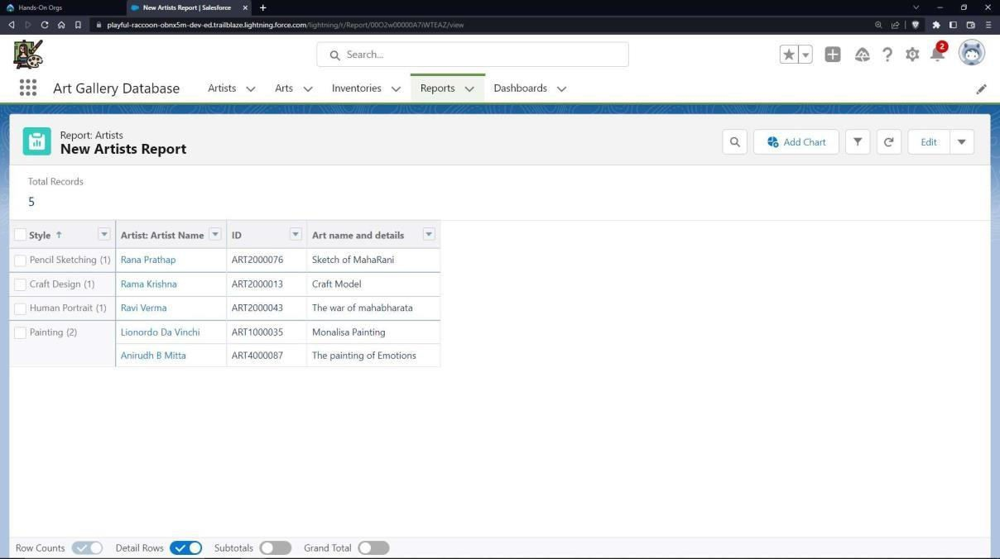 Hands-On Orgs
New Artists Report | Salesforce
playful-raccoon-obnx5m-dev-ed.trailblaze.lightning.force.com/lightning/r/Report/00O2w00000A7iWTEAZ/view
Search...
2
Art Gallery Database Artists Arts Inventories Reports Dashboards
Report: Artists
New Artists Report
Add Chart Edit
Total Records
5
Style ↑ Artist: Artist Name ID Art name and details
Pencil Sketching (1) Rana Prathap ART2000076 Sketch of MahaRani
Craft Design (1) Rama Krishna ART2000013 Craft Model
Human Portrait (1) Ravi Verma ART2000043 The war of mahabharata
Painting (2) Lionordo Da Vinchi ART1000035 Monalisa Painting
Anirudh B Mitta ART4000087 The painting of Emotions
Row Counts Detail Rows Subtotals Grand Total